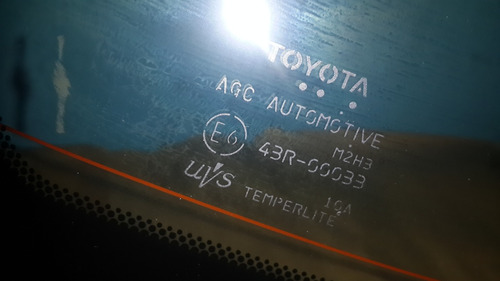 TOYOTA
AGC AUTOMOTIVE
M2H3
E6 43R-00033
UVS TEMPERLITE
10A